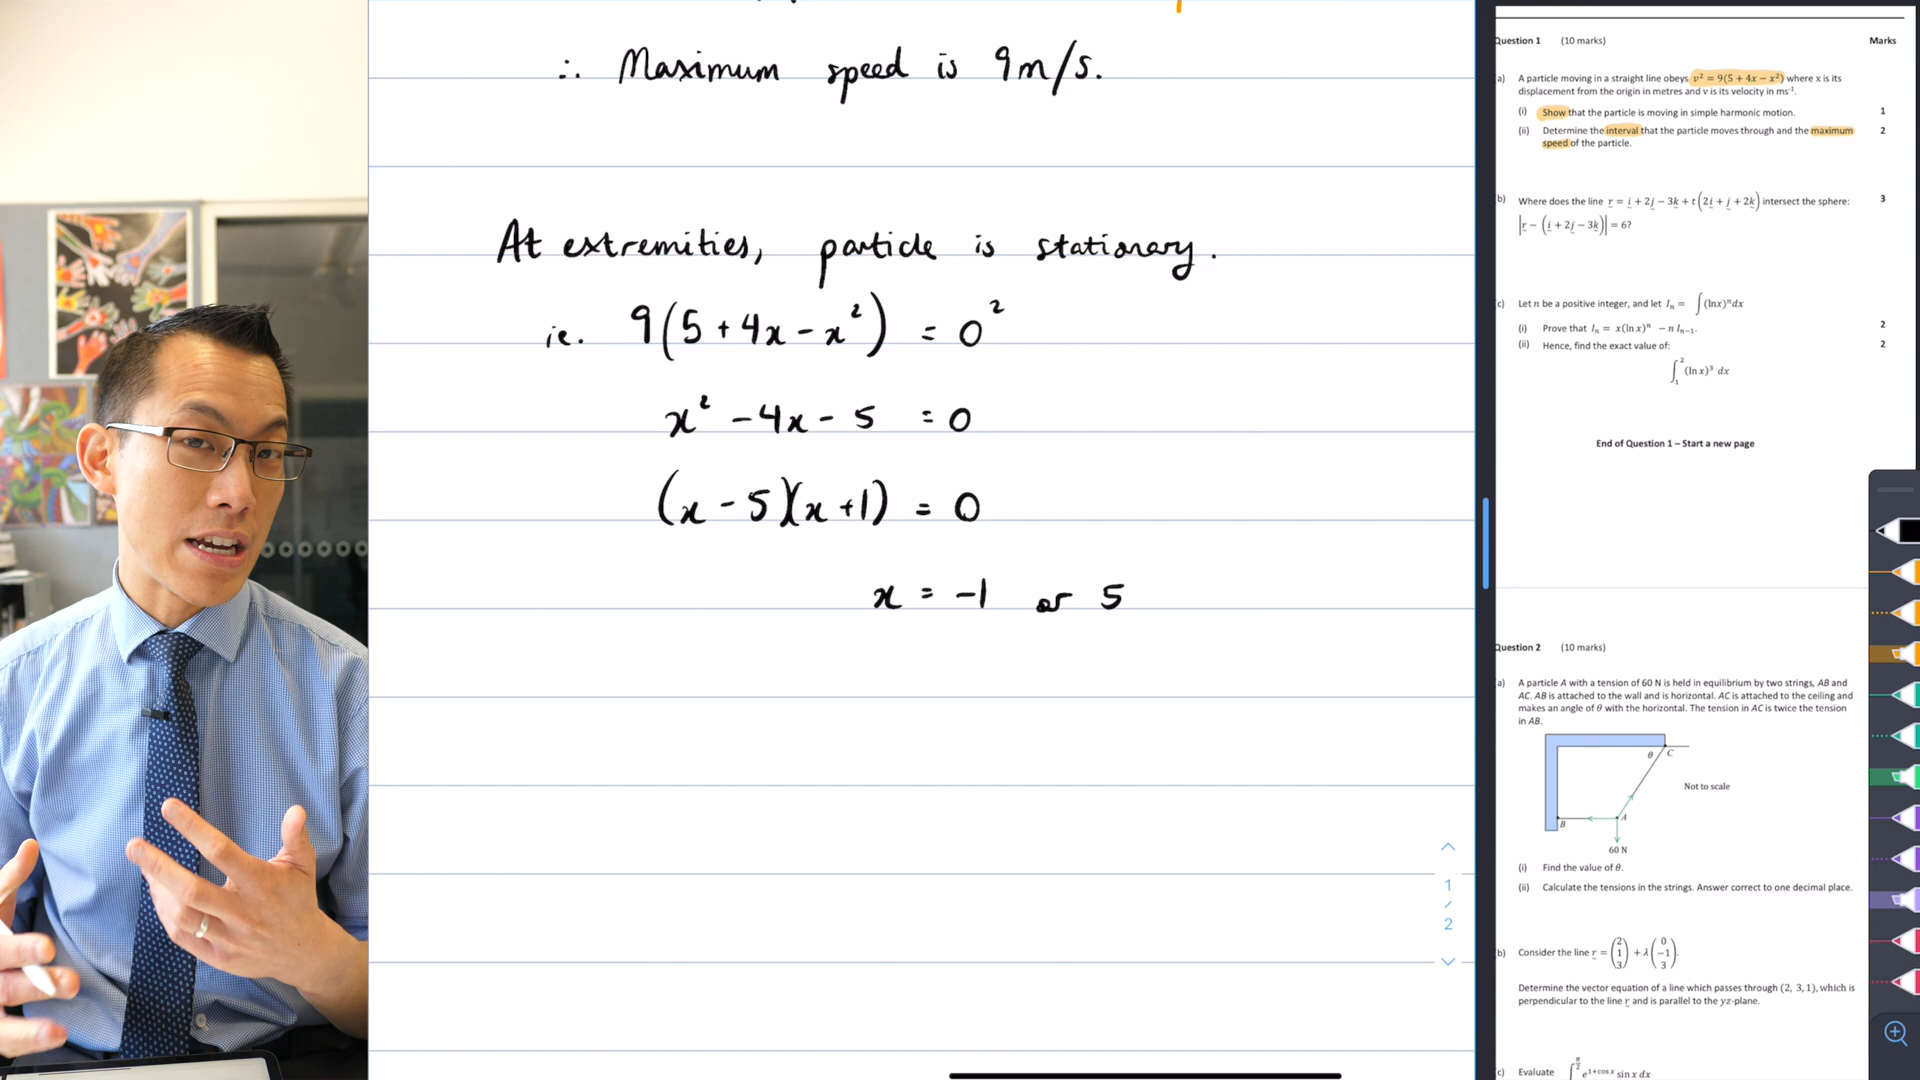 ∴ Maximum speed is 9m/s.
At extremities, particle is stationary.
ie. 9(5 + 4x - x²) = 0²
x² - 4x - 5 = 0
(x - 5)(x + 1) = 0
x = -1 or 5
1
/
2
Question 1 (10 marks) Marks
a) A particle moving in a straight line obeys v² = 9(5 + 4x − x²) where x is its
displacement from the origin in metres and v is its velocity in ms⁻¹.
(i) Show that the particle is moving in simple harmonic motion. 1
(ii) Determine the interval that the particle moves through and the maximum 2
speed of the particle.
b) Where does the line r = i + 2j − 3k + t(2i + j + 2k) intersect the sphere: 3
|r − (i + 2j − 3k)| = 6?
c) Let n be a positive integer, and let Iₙ = ∫(lnx)ⁿdx
(i) Prove that Iₙ = x(ln x)ⁿ − n Iₙ₋₁. 2
(ii) Hence, find the exact value of: 2
∫₁² (ln x)³ dx
End of Question 1 – Start a new page
Question 2 (10 marks)
a) A particle A with a tension of 60 N is held in equilibrium by two strings, AB and
AC. AB is attached to the wall and is horizontal. AC is attached to the ceiling and
makes an angle of θ with the horizontal. The tension in AC is twice the tension
in AB.
θ C
Not to scale
B A
60 N
(i) Find the value of θ.
(ii) Calculate the tensions in the strings. Answer correct to one decimal place.
b) Consider the line r = (2 1 3) + λ(0 −1 3).
Determine the vector equation of a line which passes through (2, 3, 1), which is
perpendicular to the line r and is parallel to the yz-plane.
c) Evaluate ∫ π/2 e^(1+cos x) sin x dx